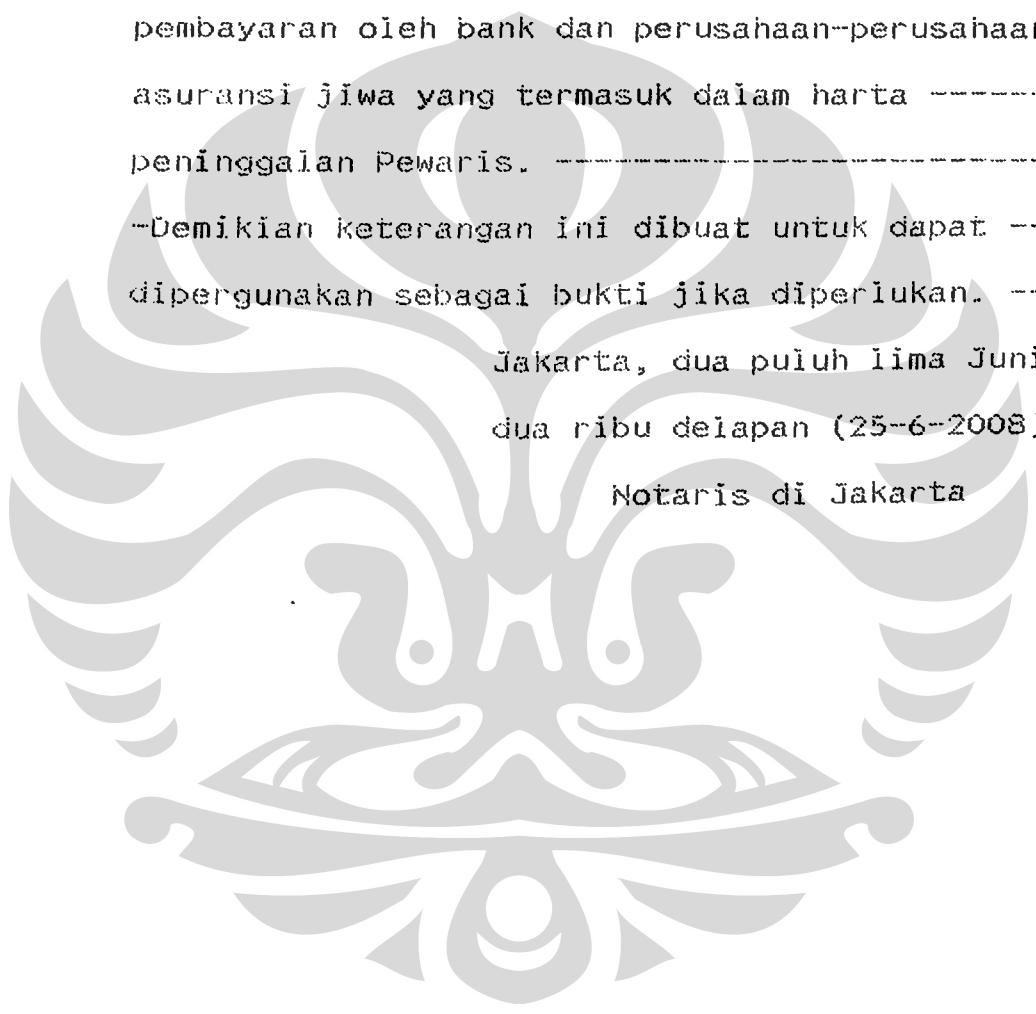 pembayaran oleh bank dan perusahaan-perusahaan
asuransi jiwa yang termasuk dalam harta ------
peninggalan Pewaris. -------------------------
-Demikian keterangan ini dibuat untuk dapat --
dipergunakan sebagai bukti jika diperlukan. --
Jakarta, dua puluh lima Juni
dua ribu delapan (25-6-2008)
Notaris di Jakarta